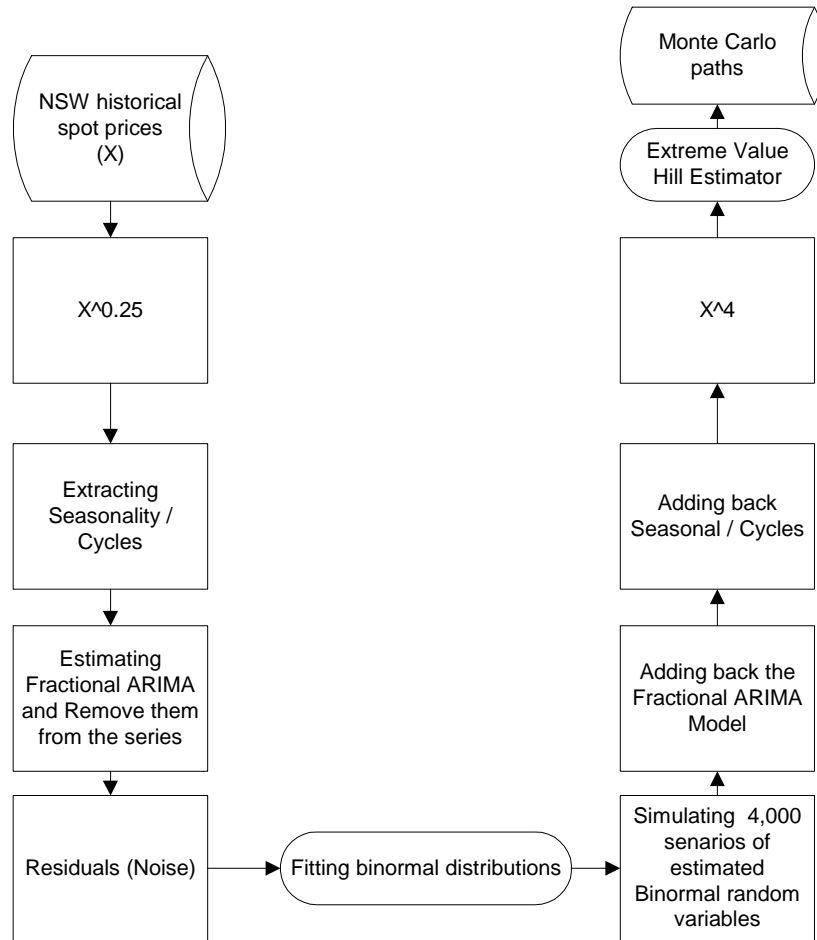 NSW historical
spot prices
(X)
X^0.25
Extracting
Seasonality /
Cycles
Estimating
Fractional ARIMA
and Remove them
from the series
Residuals (Noise)
Fitting binormal distributions
Simulating 4,000
senarios of
estimated
Binormal random
variables
Adding back the
Fractional ARIMA
Model
Adding back
Seasonal / Cycles
X^4
Extreme Value
Hill Estimator
Monte Carlo
paths